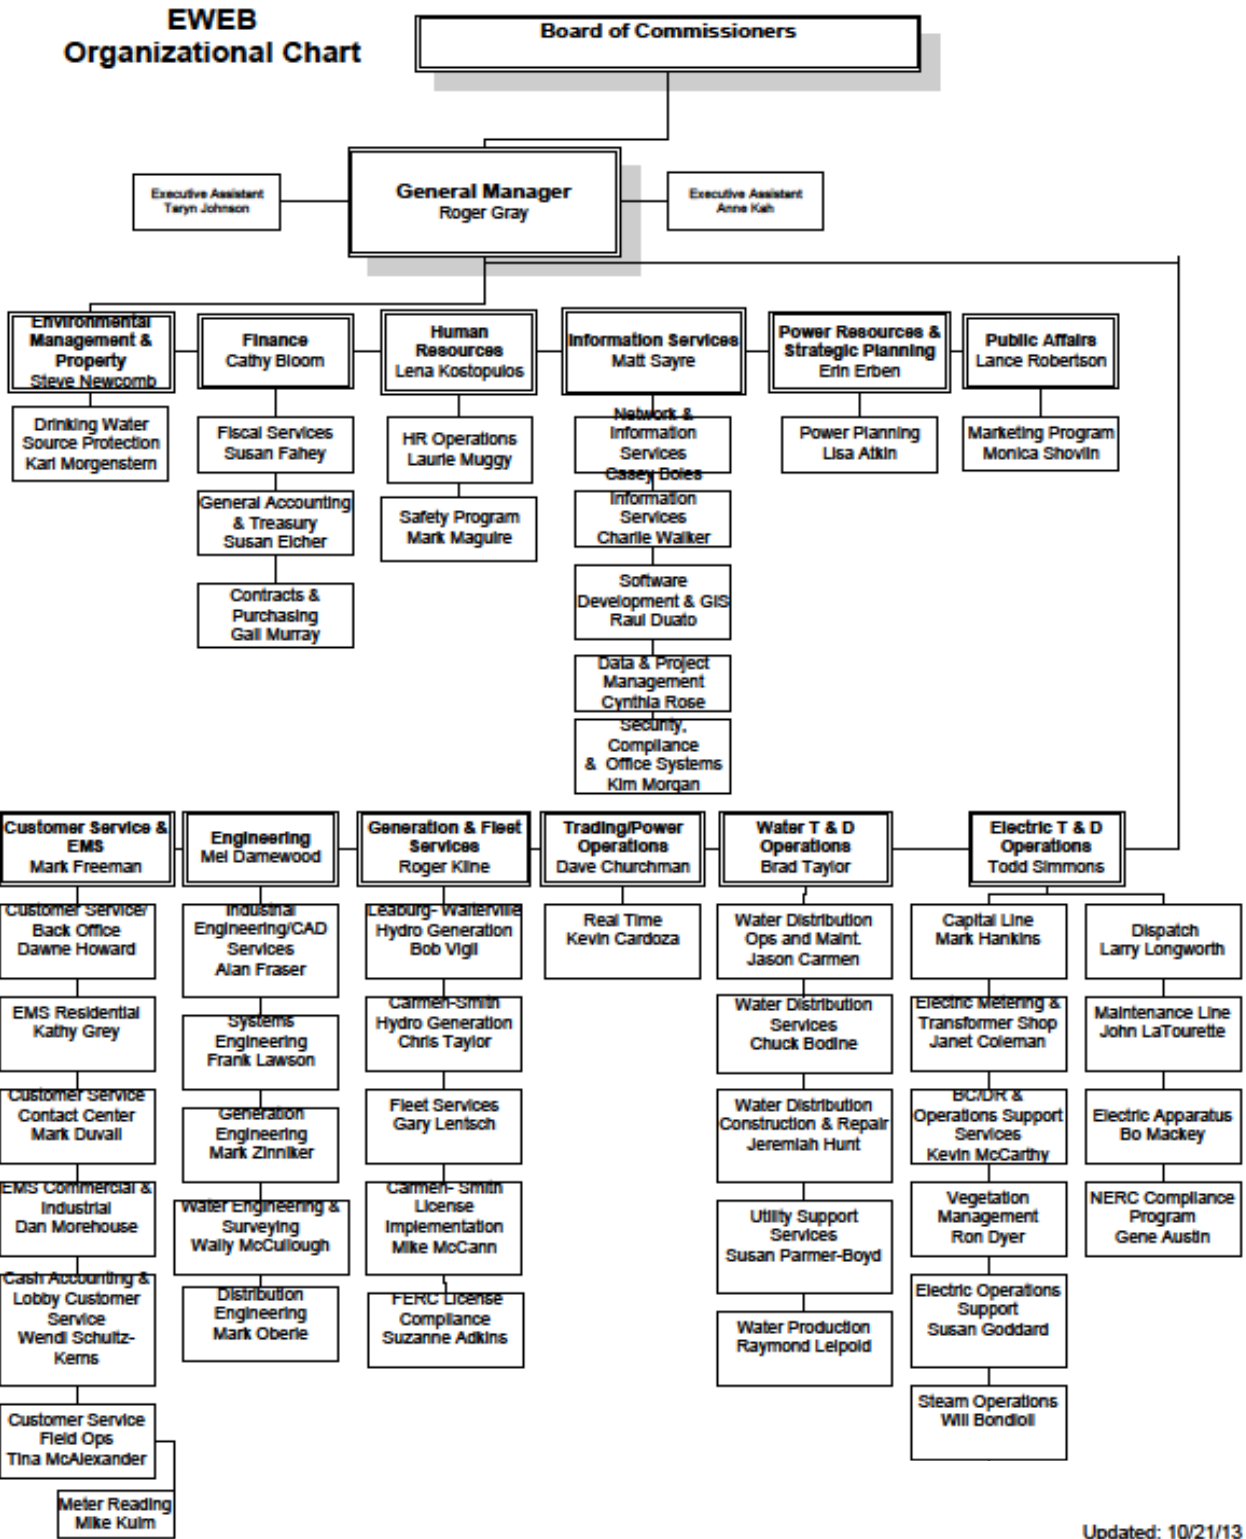 EWEB
Organizational Chart
Board of Commissioners
General Manager
Roger Gray
Executive Assistant
Taryn Johnson
Executive Assistant
Anne Kah
Environmental
Management &
Property
Steve Newcomb
Finance
Cathy Bloom
Human
Resources
Lena Kostopulos
Information Services
Matt Sayre
Power Resources &
Strategic Planning
Erin Erben
Public Affairs
Lance Robertson
Drinking Water
Source Protection
Karl Morgenstern
Fiscal Services
Susan Fahey
General Accounting
& Treasury
Susan Eicher
Contracts &
Purchasing
Gail Murray
HR Operations
Laurie Muggy
Safety Program
Mark Maguire
Network &
Information
Services
Casey Boles
Information
Services
Charlie Walker
Software
Development & GIS
Raul Duato
Data & Project
Management
Cynthia Rose
Security,
Compliance
& Office Systems
Kim Morgan
Power Planning
Lisa Atkin
Marketing Program
Monica Shovlin
Customer Service &
EMS
Mark Freeman
Engineering
Mel Damewood
Generation & Fleet
Services
Roger Kline
Trading/Power
Operations
Dave Churchman
Water T & D
Operations
Brad Taylor
Electric T & D
Operations
Todd Simmons
Customer Service/
Back Office
Dawne Howard
EMS Residential
Kathy Grey
Customer Service
Contact Center
Mark Duvall
EMS Commercial &
Industrial
Dan Morehouse
Cash Accounting &
Lobby Customer
Service
Wendi Schultz-
Kerns
Customer Service
Field Ops
Tina McAlexander
Meter Reading
Mike Kulm
Industrial
Engineering/CAD
Services
Alan Fraser
Systems
Engineering
Frank Lawson
Generation
Engineering
Mark Zinniker
Water Engineering &
Surveying
Wally McCullough
Distribution
Engineering
Mark Oberle
Leaburg- Walterville
Hydro Generation
Bob Vigil
Carmen-Smith
Hydro Generation
Chris Taylor
Fleet Services
Gary Lentsch
Carmen- Smith
License
Implementation
Mike McCann
FERC License
Compliance
Suzanne Adkins
Real Time
Kevin Cardoza
Water Distribution
Ops and Maint.
Jason Carmen
Water Distribution
Services
Chuck Bodine
Water Distribution
Construction & Repair
Jeremiah Hunt
Utility Support
Services
Susan Parmer-Boyd
Water Production
Raymond Leipold
Capital Line
Mark Hankins
Electric Metering &
Transformer Shop
Janet Coleman
BC/DR &
Operations Support
Services
Kevin McCarthy
Vegetation
Management
Ron Dyer
Electric Operations
Support
Susan Goddard
Steam Operations
Will Bondioli
Dispatch
Larry Longworth
Maintenance Line
John LaTourette
Electric Apparatus
Bo Mackey
NERC Compliance
Program
Gene Austin
Updated: 10/21/13